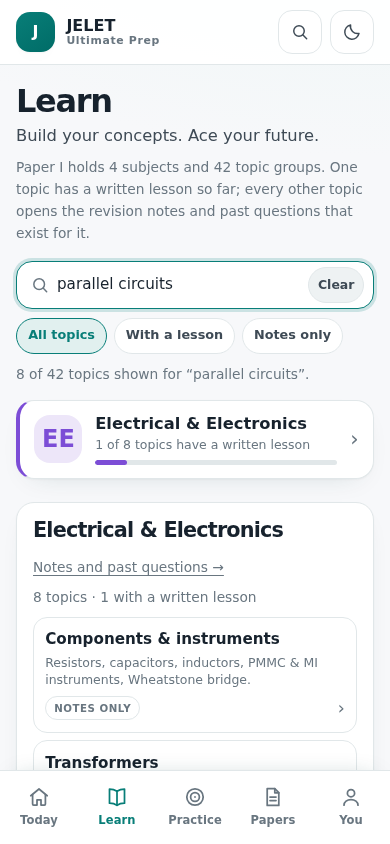 J
JELET
Ultimate Prep
Learn
Build your concepts. Ace your future.
Paper I holds 4 subjects and 42 topic groups. One
topic has a written lesson so far; every other topic
opens the revision notes and past questions that
exist for it.
parallel circuits
Clear
All topics
With a lesson
Notes only
8 of 42 topics shown for “parallel circuits”.
EE
Electrical & Electronics
1 of 8 topics have a written lesson
›
Electrical & Electronics
Notes and past questions →
8 topics · 1 with a written lesson
Components & instruments
Resistors, capacitors, inductors, PMMC & MI
instruments, Wheatstone bridge.
NOTES ONLY
›
Transformers
Today
Learn
Practice
Papers
You